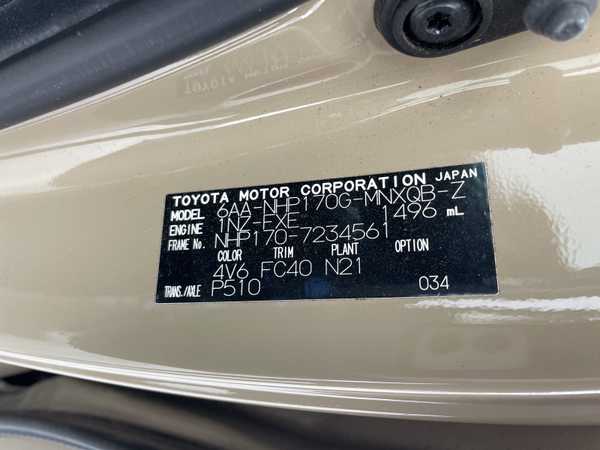 TOYOTA MOTOR CORPORATION JAPAN
MODEL 6AA-NHP170G-MNXQB-Z
ENGINE 1NZ-FXE 1496 mL
FRAME No. NHP170-7234561
COLOR TRIM PLANT OPTION
4V6 FC40 N21
TRANS./AXLE P510 034